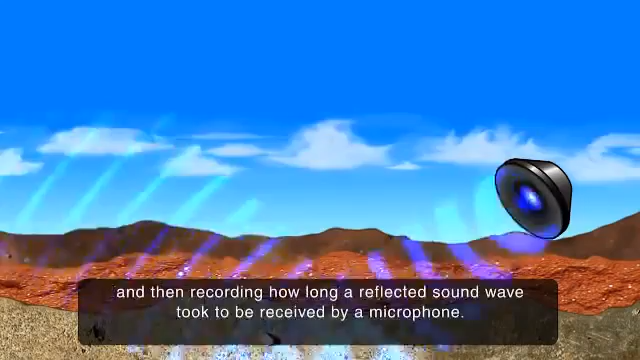 and then recording how long a reflected sound wave
took to be received by a microphone.